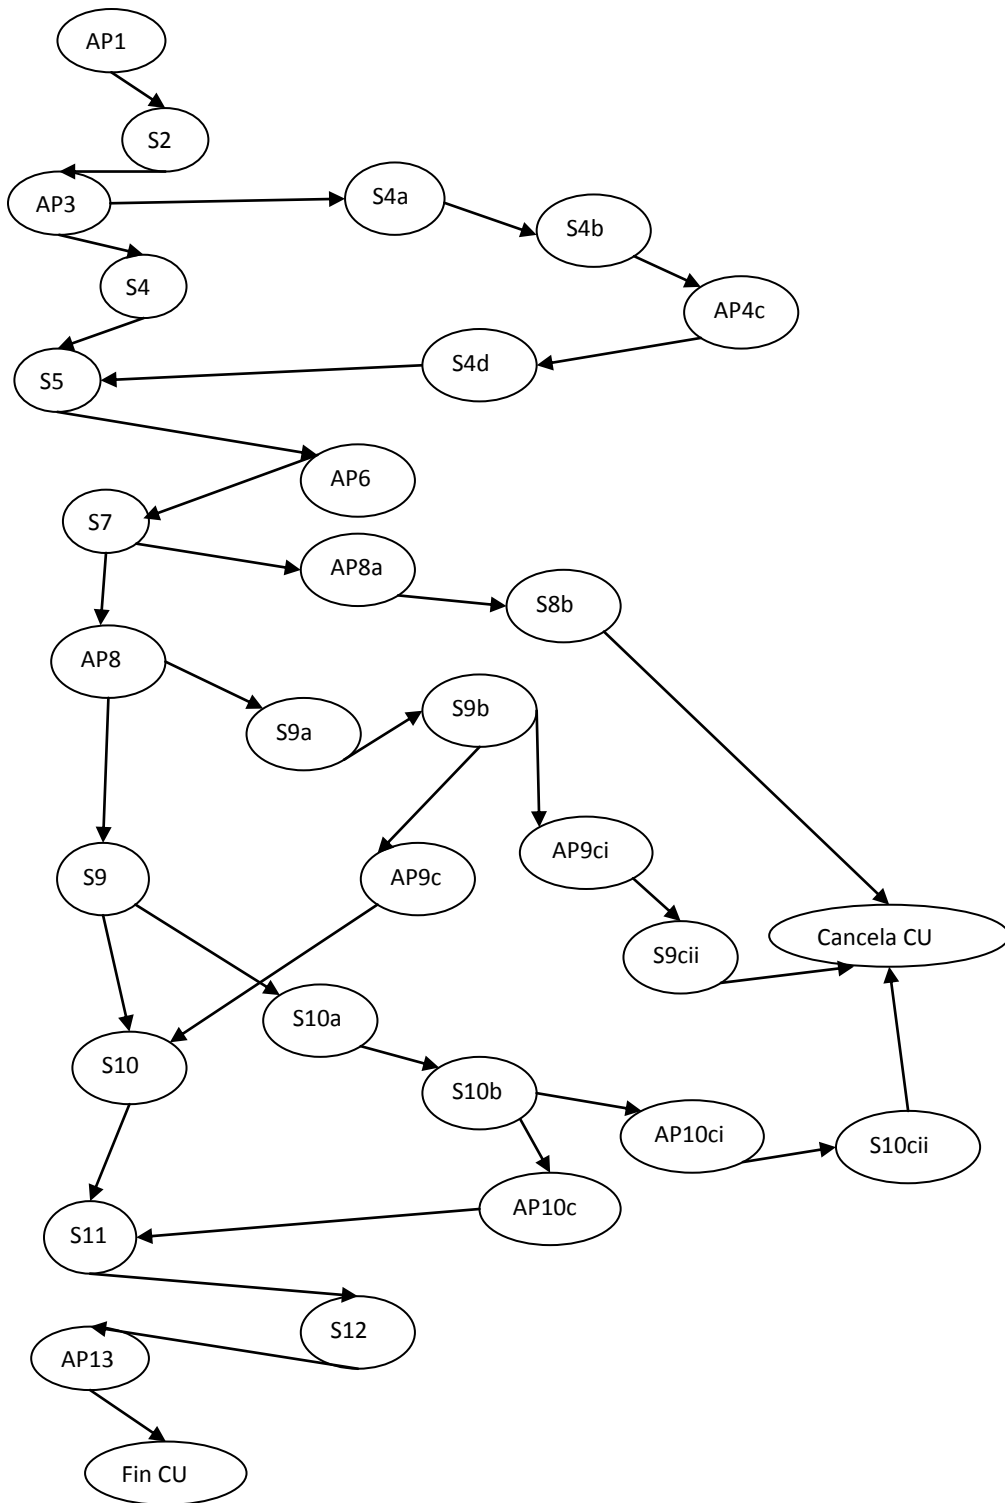 AP1
S2
AP3
S4a
S4b
S4
AP4c
S4d
S5
AP6
S7
AP8a
S8b
AP8
S9a
S9b
S9
AP9c
AP9ci
Cancela CU
S9cii
S10a
S10
S10b
AP10ci
S10cii
AP10c
S11
S12
AP13
Fin CU